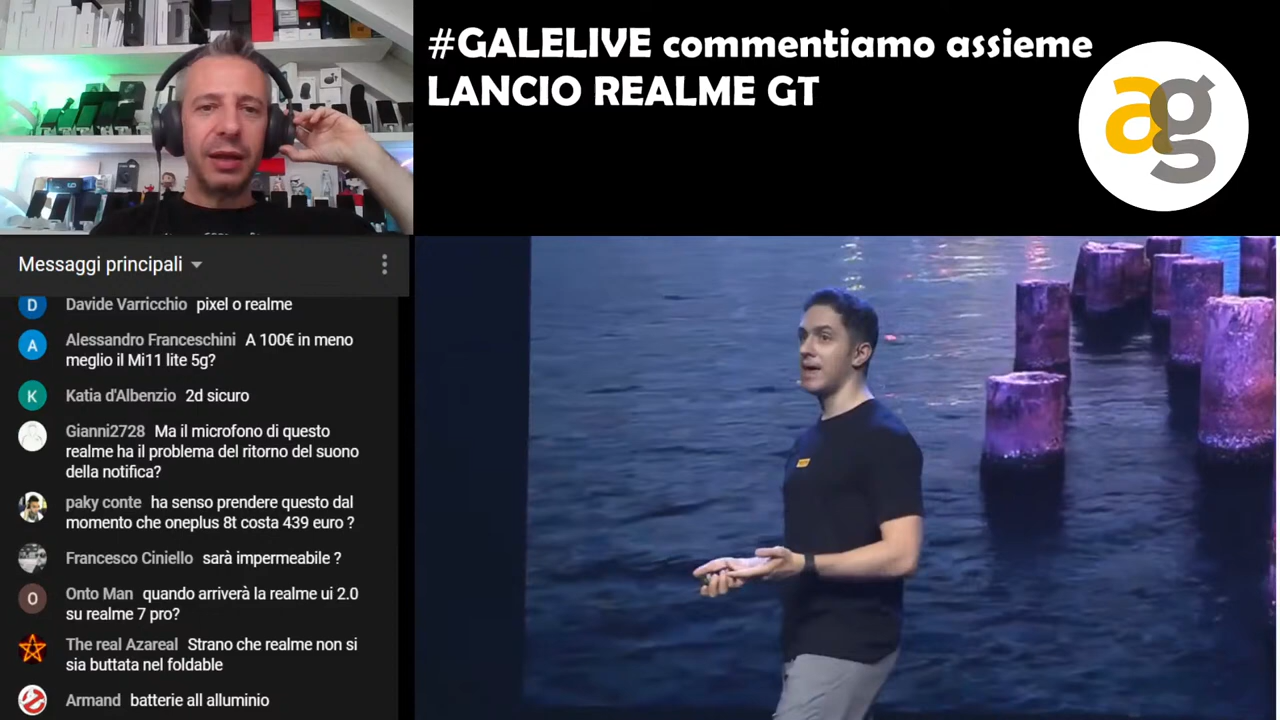 #GALELIVE commentiamo assieme
LANCIO REALME GT
ag
Messaggi principali
D Davide Varricchio pixel o realme
A Alessandro Franceschini A 100€ in meno
meglio il Mi11 lite 5g?
K Katia d'Albenzio 2d sicuro
Gianni2728 Ma il microfono di questo
realme ha il problema del ritorno del suono
della notifica?
paky conte ha senso prendere questo dal
momento che oneplus 8t costa 439 euro ?
Francesco Ciniello sarà impermeabile ?
O Onto Man quando arriverà la realme ui 2.0
su realme 7 pro?
The real Azareal Strano che realme non si
sia buttata nel foldable
Armand batterie all alluminio